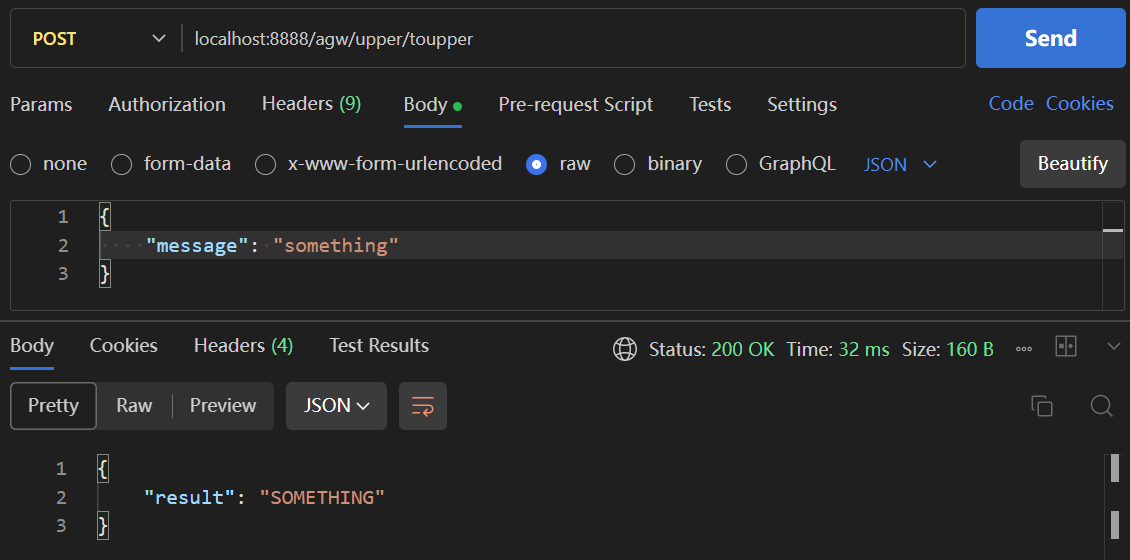 POST localhost:8888/agw/upper/toupper Send
Params Authorization Headers (9) Body Pre-request Script Tests Settings Code Cookies
none form-data x-www-form-urlencoded raw binary GraphQL JSON Beautify
1 {
2 "message": "something"
3 }
Body Cookies Headers (4) Test Results Status: 200 OK Time: 32 ms Size: 160 B
Pretty Raw Preview JSON
1 {
2 "result": "SOMETHING"
3 }